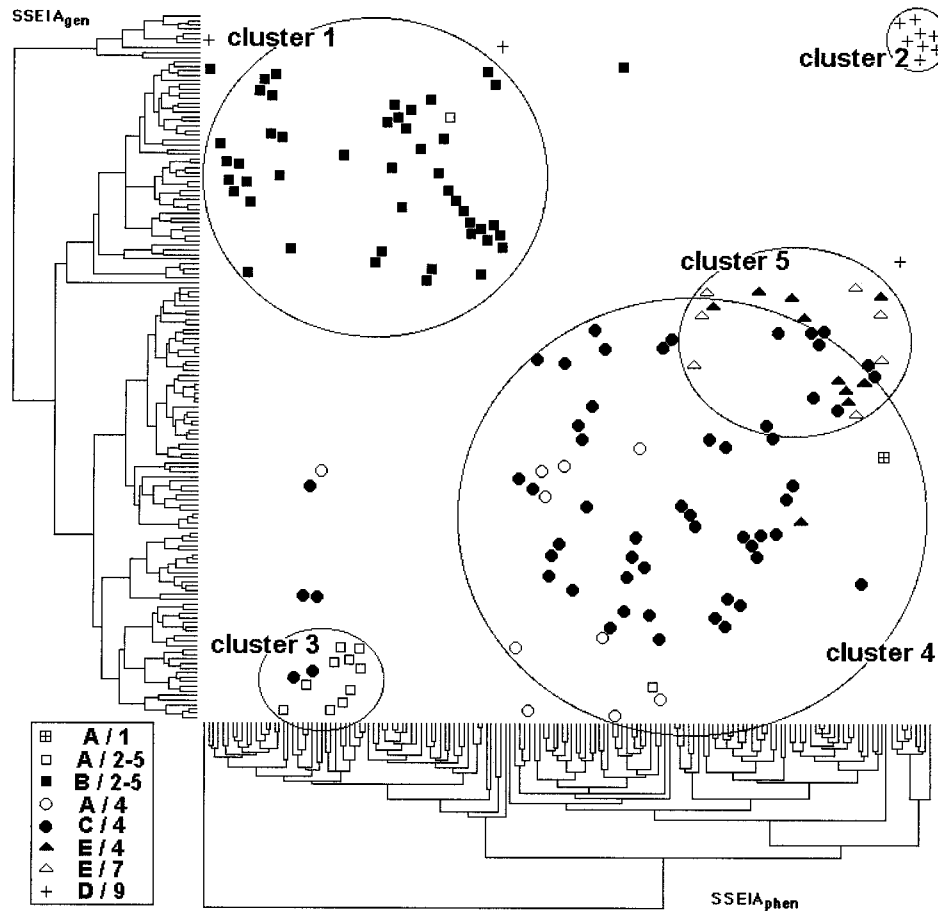 SSEIAgen
cluster 1
cluster 2
cluster 5
cluster 3
cluster 4
A / 1
A / 2-5
B / 2-5
A / 4
C / 4
E / 4
E / 7
D / 9
SSEIAphen